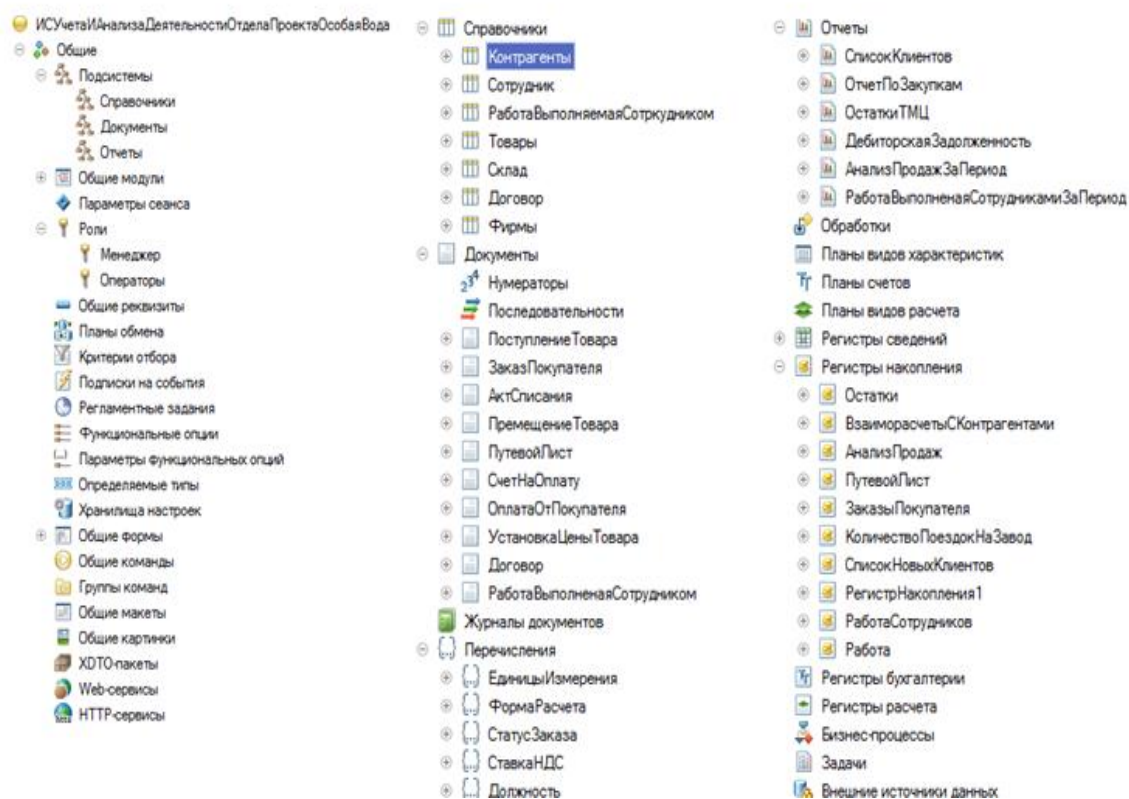 ИСУчетаИАнализаДеятельностиОтделаПроектаОсобаяВода
Общие
Подсистемы
Справочники
Документы
Отчеты
Общие модули
Параметры сеанса
Роли
Менеджер
Операторы
Общие реквизиты
Планы обмена
Критерии отбора
Подписки на события
Регламентные задания
Функциональные опции
Параметры функциональных опций
Определяемые типы
Хранилища настроек
Общие формы
Общие команды
Группы команд
Общие макеты
Общие картинки
XDTO-пакеты
Web-сервисы
HTTP-сервисы
Справочники
Контрагенты
Сотрудник
РаботаВыполняемаяСотркудником
Товары
Склад
Договор
Фирмы
Документы
Нумераторы
Последовательности
ПоступлениеТовара
ЗаказПокупателя
АктСписания
ПремещениеТовара
ПутевойЛист
СчетНаОплату
ОплатаОтПокупателя
УстановкаЦеныТовара
Договор
РаботаВыполненаяСотрудником
Журналы документов
Перечисления
ЕдиницыИзмерения
ФормаРасчета
СтатусЗаказа
СтавкаНДС
Должность
Отчеты
СписокКлиентов
ОтчетПоЗакупкам
ОстаткиТМЦ
ДебиторскаяЗадолженность
АнализПродажЗаПериод
РаботаВыполненаяСотрудникамиЗаПериод
Обработки
Планы видов характеристик
Планы счетов
Планы видов расчета
Регистры сведений
Регистры накопления
Остатки
ВзаиморасчетыСКонтрагентами
АнализПродаж
ПутевойЛист
ЗаказыПокупателя
КоличествоПоездокНаЗавод
СписокНовыхКлиентов
РегистрНакопления1
РаботаСотрудников
Работа
Регистры бухгалтерии
Регистры расчета
Бизнес-процессы
Задачи
Внешние источники данных